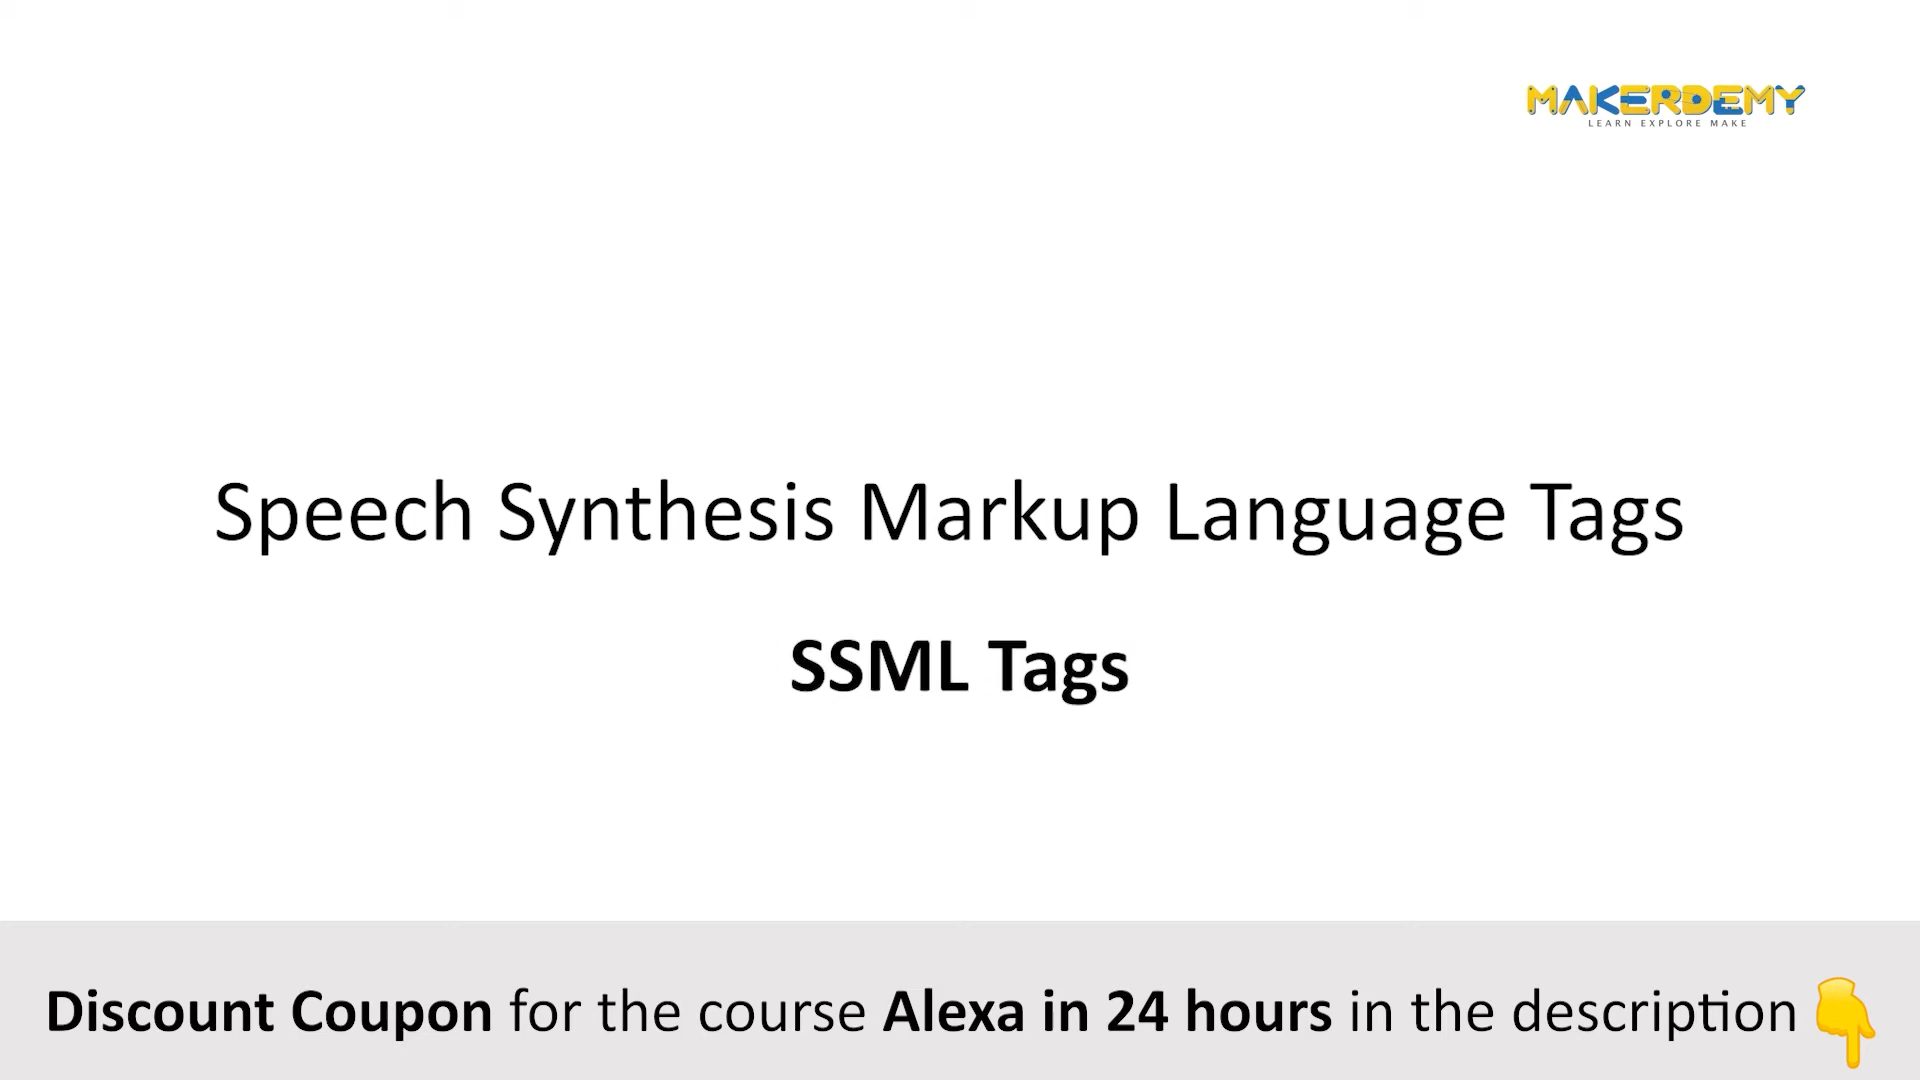 MAKERDEMY
LEARN EXPLORE MAKE
Speech Synthesis Markup Language Tags
SSML Tags
Discount Coupon for the course Alexa in 24 hours in the description